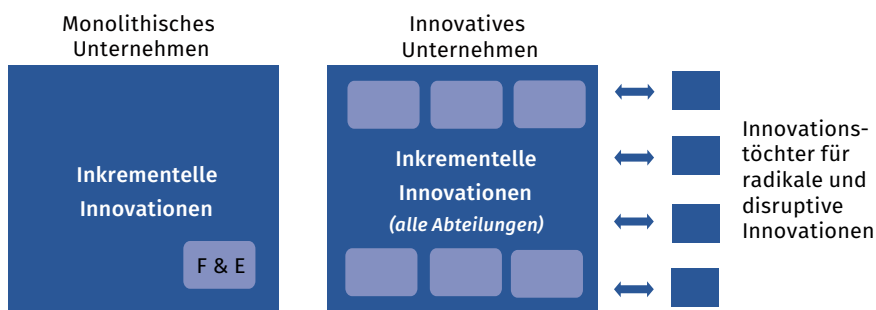 Monolithisches
Unternehmen
Inkrementelle
Innovationen
F & E
Innovatives
Unternehmen
Inkrementelle
Innovationen
(alle Abteilungen)
Innovations-
töchter für
radikale und
disruptive
Innovationen